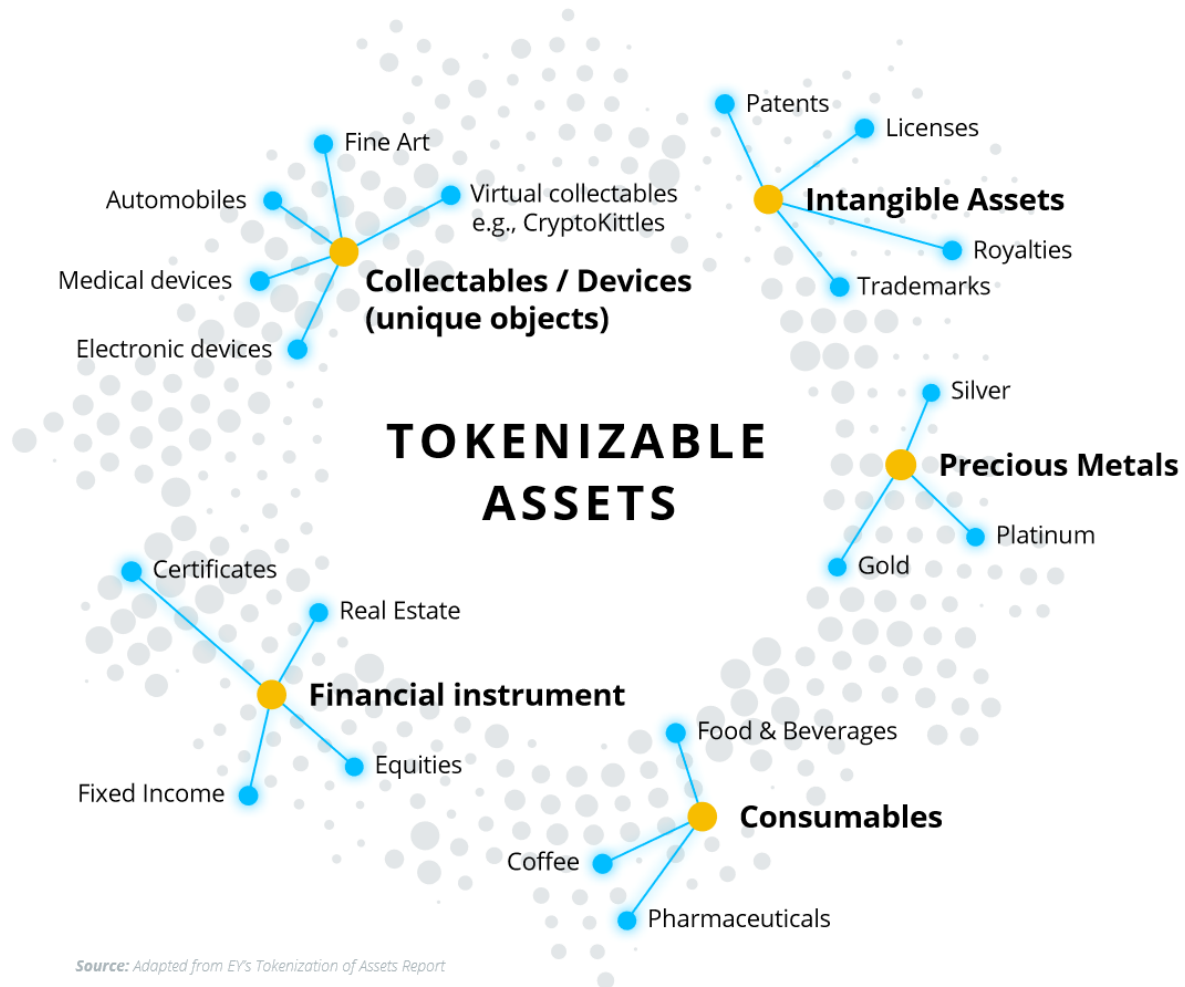 TOKENIZABLE
ASSETS
Fine Art
Automobiles
Virtual collectables
e.g., CryptoKittles
Medical devices
Collectables / Devices
(unique objects)
Electronic devices
Patents
Licenses
Intangible Assets
Royalties
Trademarks
Silver
Precious Metals
Platinum
Gold
Certificates
Real Estate
Financial instrument
Equities
Fixed Income
Food & Beverages
Consumables
Coffee
Pharmaceuticals
Source: Adapted from EY's Tokenization of Assets Report